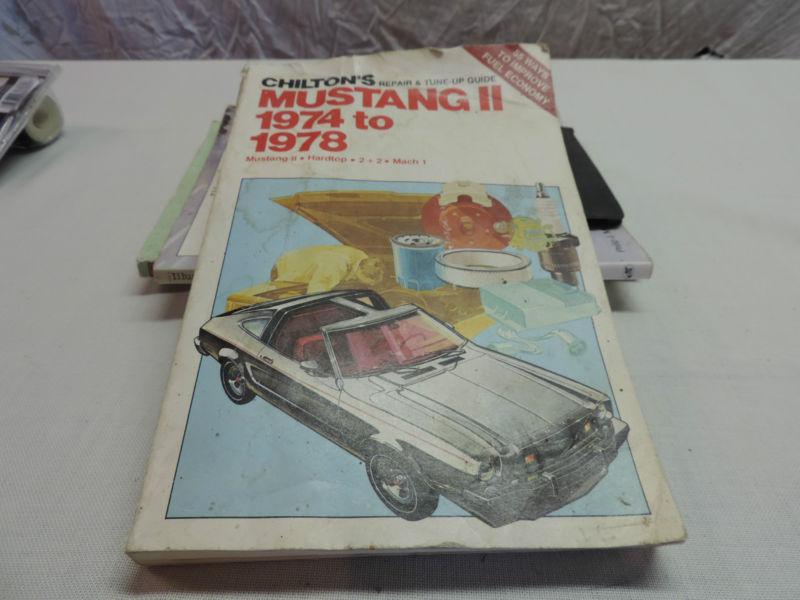 CHILTON'S REPAIR & TUNE-UP GUIDE
MUSTANG II
1974 to
1978
Mustang II • Hardtop • 2 + 2 • Mach 1
35 WAYS
TO IMPROVE
FUEL ECONOMY